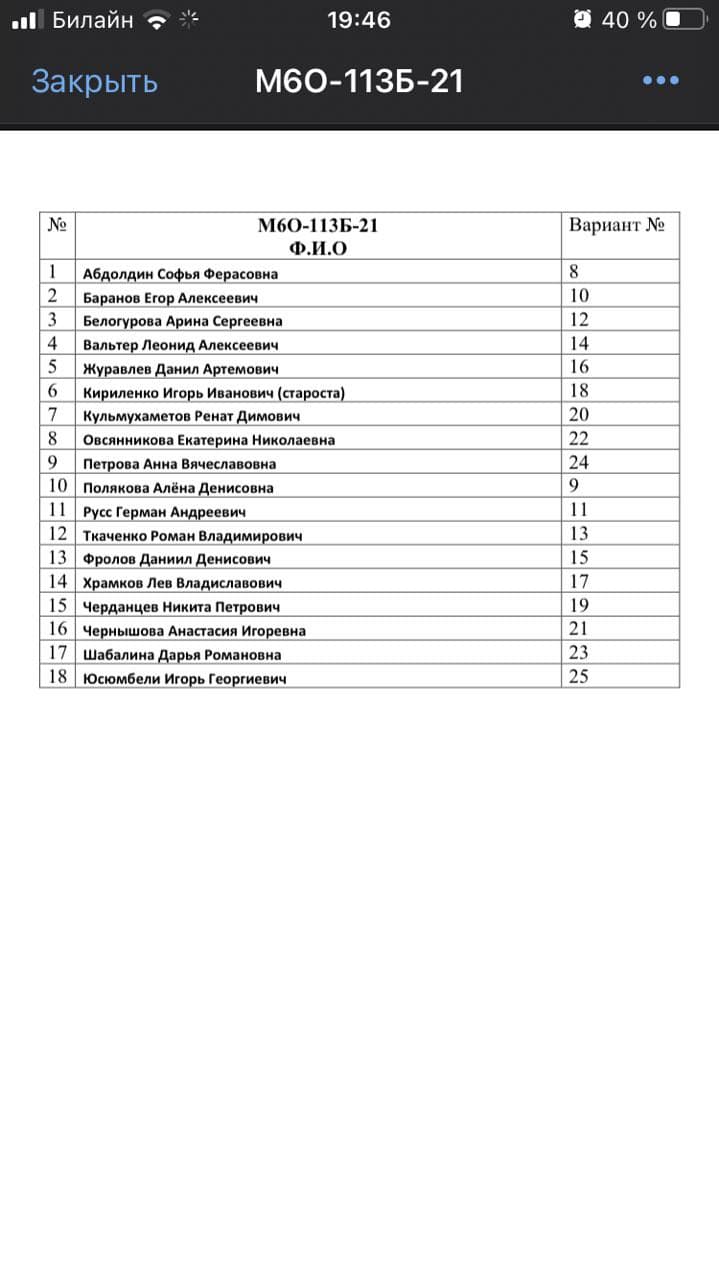 Билайн 19:46 40 %
Закрыть М6О-113Б-21
№ М6О-113Б-21 Вариант №
Ф.И.О
1 Абдолдин Софья Ферасовна 8
2 Баранов Егор Алексеевич 10
3 Белогурова Арина Сергеевна 12
4 Вальтер Леонид Алексеевич 14
5 Журавлев Данил Артемович 16
6 Кириленко Игорь Иванович (староста) 18
7 Кульмухаметов Ренат Димович 20
8 Овсянникова Екатерина Николаевна 22
9 Петрова Анна Вячеславовна 24
10 Полякова Алёна Денисовна 9
11 Русс Герман Андреевич 11
12 Ткаченко Роман Владимирович 13
13 Фролов Даниил Денисович 15
14 Храмков Лев Владиславович 17
15 Черданцев Никита Петрович 19
16 Чернышова Анастасия Игоревна 21
17 Шабалина Дарья Романовна 23
18 Юсюмбели Игорь Георгиевич 25